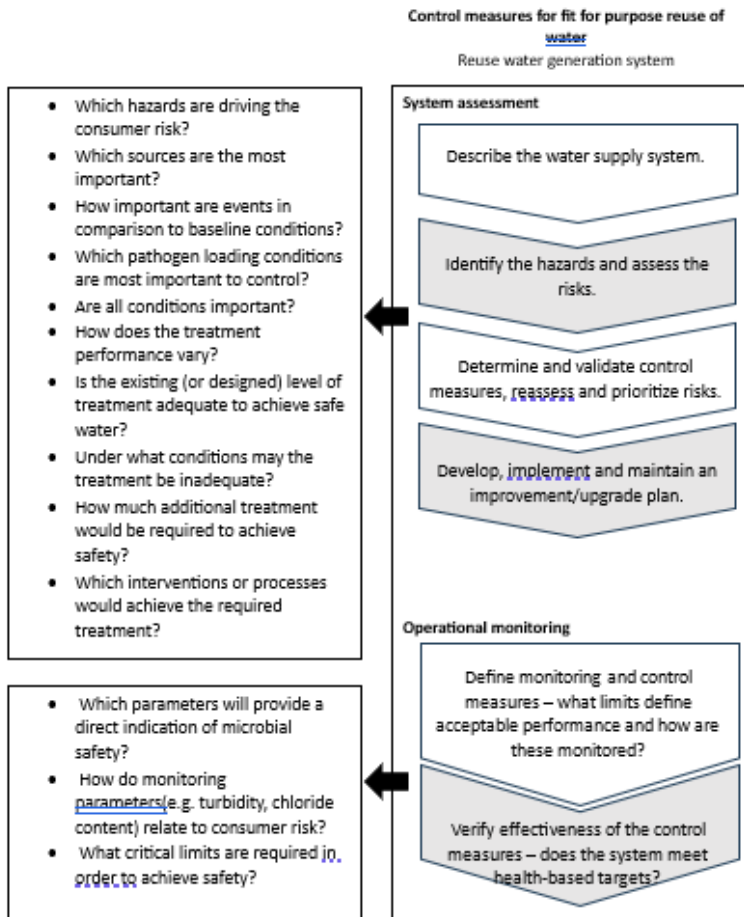 Control measures for fit for purpose reuse of
water
Reuse water generation system
• Which hazards are driving the
consumer risk?
• Which sources are the most
important?
• How important are events in
comparison to baseline conditions?
• Which pathogen loading conditions
are most important to control?
• Are all conditions important?
• How does the treatment
performance vary?
• Is the existing (or designed) level of
treatment adequate to achieve safe
water?
• Under what conditions may the
treatment be inadequate?
• How much additional treatment
would be required to achieve
safety?
• Which interventions or processes
would achieve the required
treatment?
System assessment
Describe the water supply system.
Identify the hazards and assess the
risks.
Determine and validate control
measures, reassess and prioritize risks.
Develop, implement and maintain an
improvement/upgrade plan.
• Which parameters will provide a
direct indication of microbial
safety?
• How do monitoring
parameters(e.g. turbidity, chloride
content) relate to consumer risk?
• What critical limits are required in
order to achieve safety?
Operational monitoring
Define monitoring and control
measures – what limits define
acceptable performance and how are
these monitored?
Verify effectiveness of the control
measures – does the system meet
health-based targets?